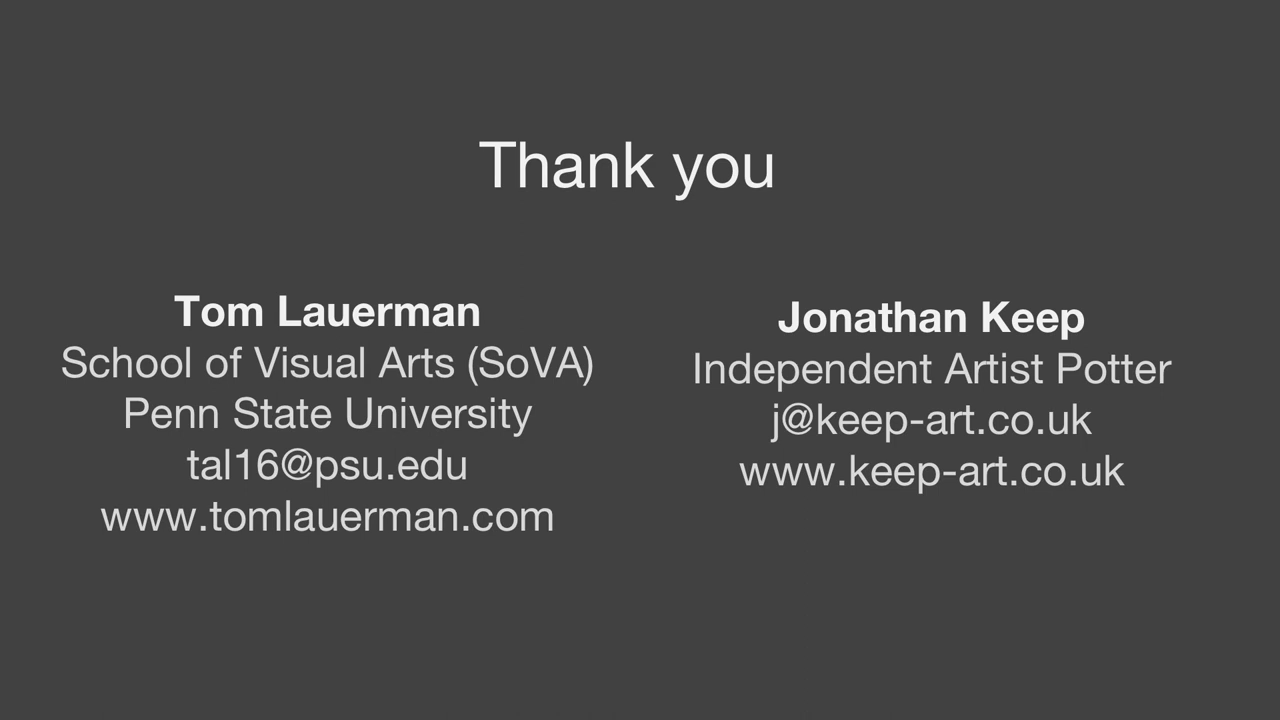 Thank you
Tom Lauerman
School of Visual Arts (SoVA)
Penn State University
tal16@psu.edu
www.tomlauerman.com
Jonathan Keep
Independent Artist Potter
j@keep-art.co.uk
www.keep-art.co.uk